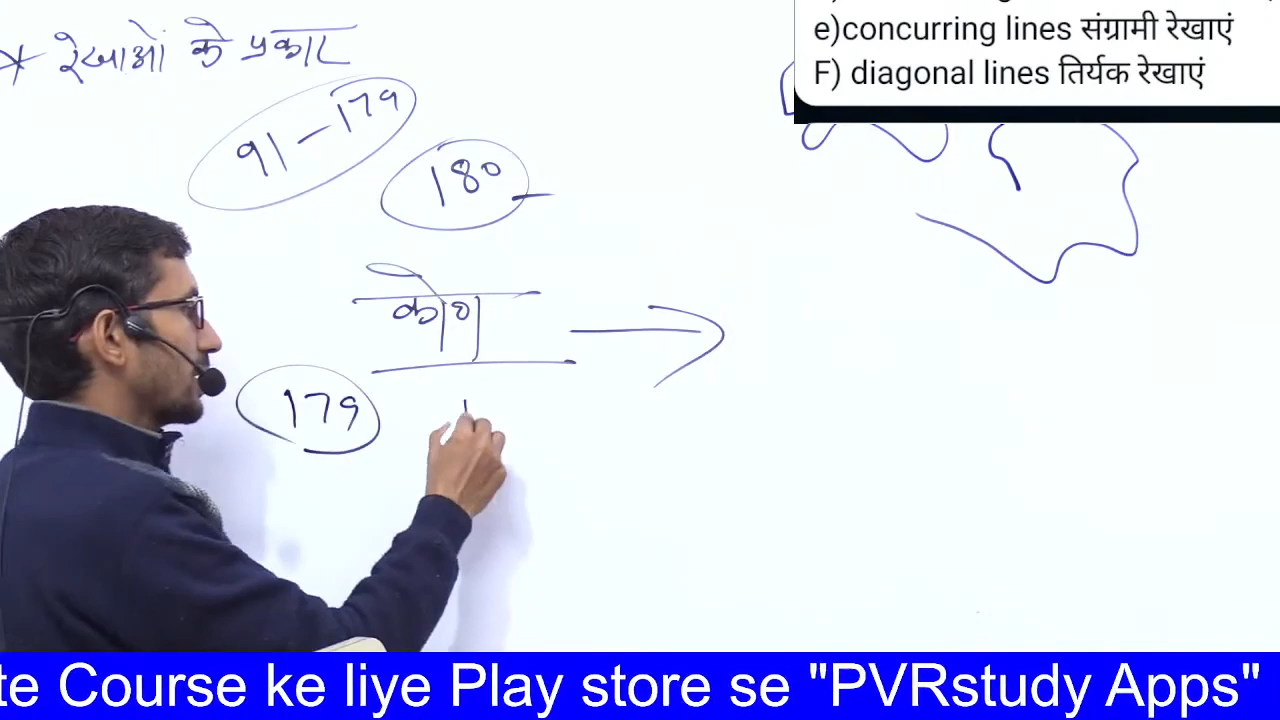 * रेखाओं के प्रकार
e)concurring lines संग्रामी रेखाएं
F) diagonal lines तिर्यक रेखाएं
91-179
180
कोण
179
te Course ke liye Play store se "PVRstudy Apps"